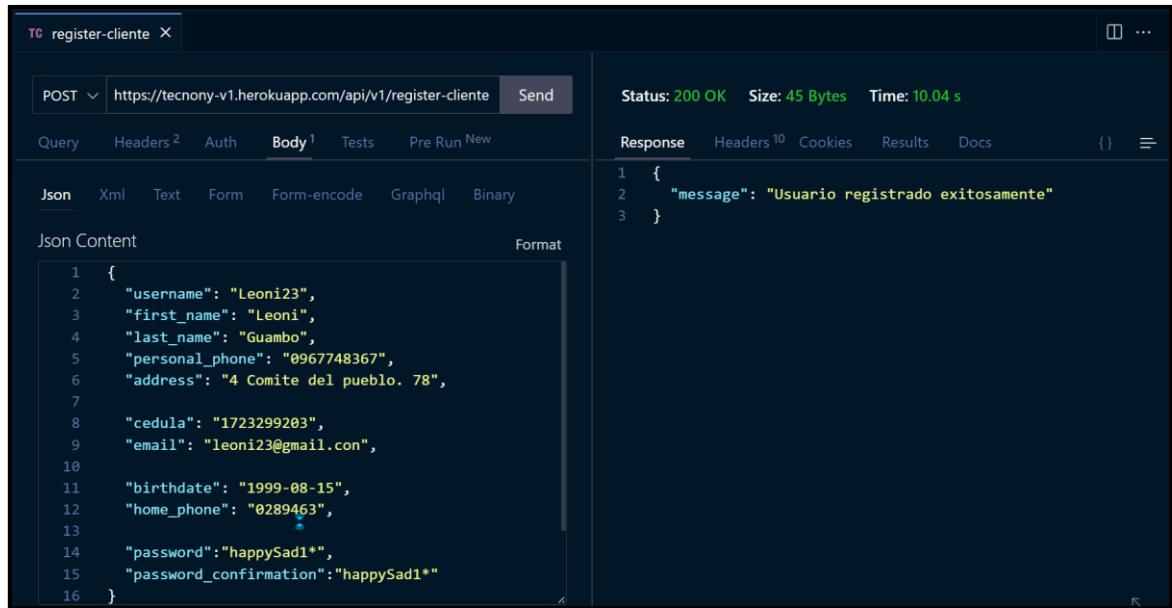 TC register-cliente ×
POST https://tecnony-v1.herokuapp.com/api/v1/register-cliente Send
Query Headers 2 Auth Body 1 Tests Pre Run New
Json Xml Text Form Form-encode Graphql Binary
Json Content Format
1 {
2 "username": "Leoni23",
3 "first_name": "Leoni",
4 "last_name": "Guambo",
5 "personal_phone": "0967748367",
6 "address": "4 Comite del pueblo. 78",
7
8 "cedula": "1723299203",
9 "email": "leoni23@gmail.con",
10
11 "birthdate": "1999-08-15",
12 "home_phone": "0289463",
13
14 "password":"happySad1*",
15 "password_confirmation":"happySad1*"
16 }
Status: 200 OK Size: 45 Bytes Time: 10.04 s
Response Headers 10 Cookies Results Docs {}
1 {
2 "message": "Usuario registrado exitosamente"
3 }